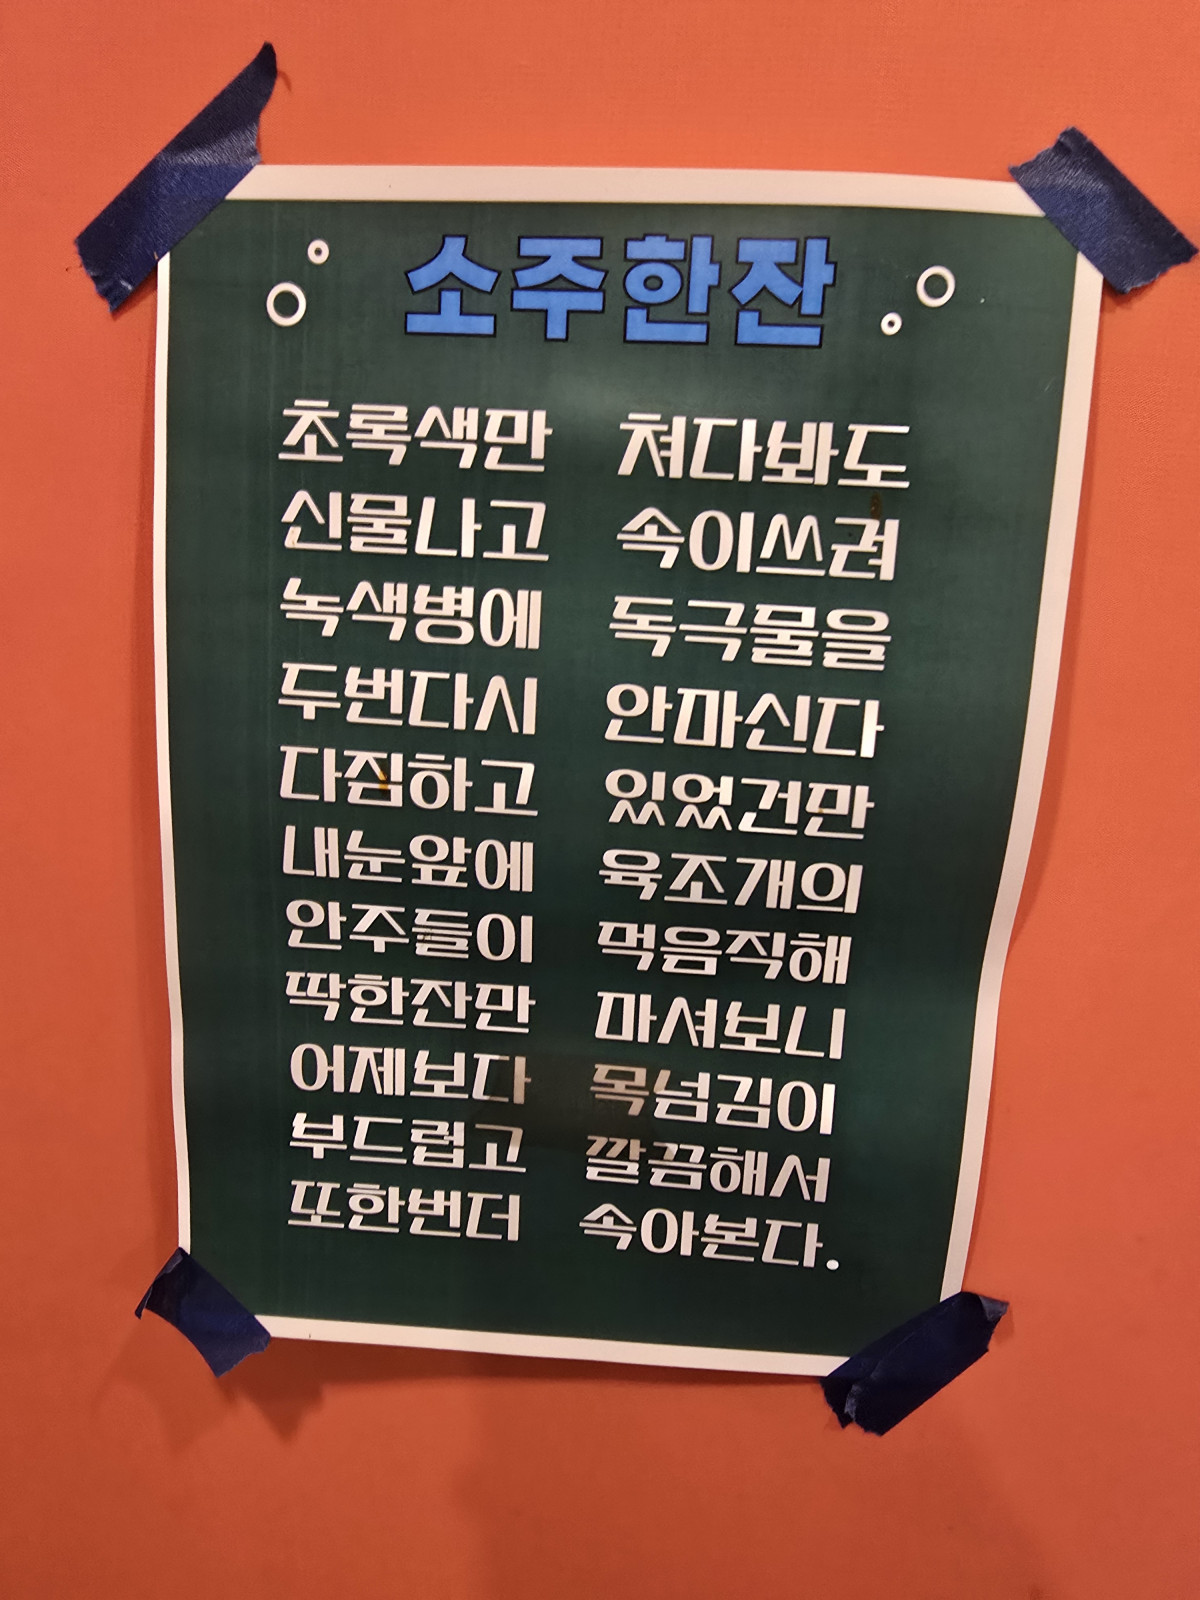 소주한잔
초록색만 쳐다봐도
신물나고 속이쓰려
녹색병에 독극물을
두번다시 안마신다
다짐하고 있었건만
내눈앞에 육조개의
안주들이 먹음직해
딱한잔만 마셔보니
어제보다 목넘김이
부드럽고 깔끔해서
또한번더 속아본다.